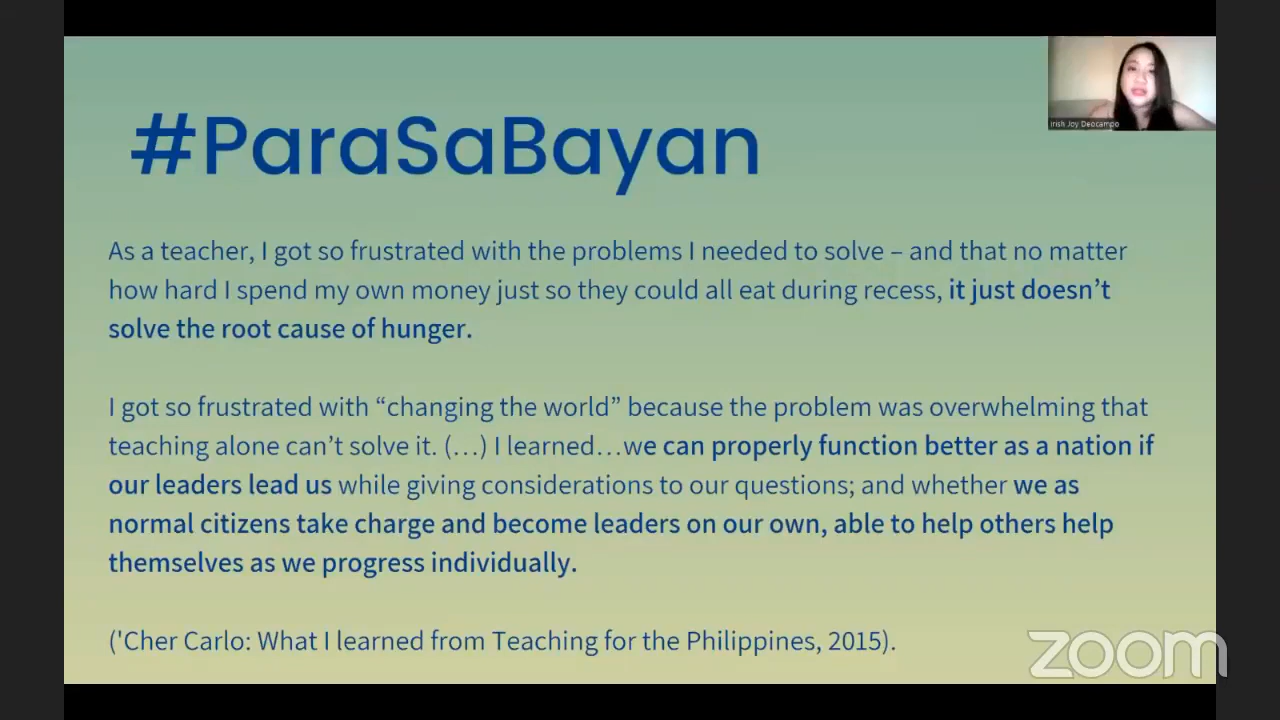 #ParaSaBayan
Irish Joy Deocampo
As a teacher, I got so frustrated with the problems I needed to solve – and that no matter
how hard I spend my own money just so they could all eat during recess, it just doesn’t
solve the root cause of hunger.
I got so frustrated with “changing the world” because the problem was overwhelming that
teaching alone can’t solve it. (…) I learned…we can properly function better as a nation if
our leaders lead us while giving considerations to our questions; and whether we as
normal citizens take charge and become leaders on our own, able to help others help
themselves as we progress individually.
('Cher Carlo: What I learned from Teaching for the Philippines, 2015).
zoom